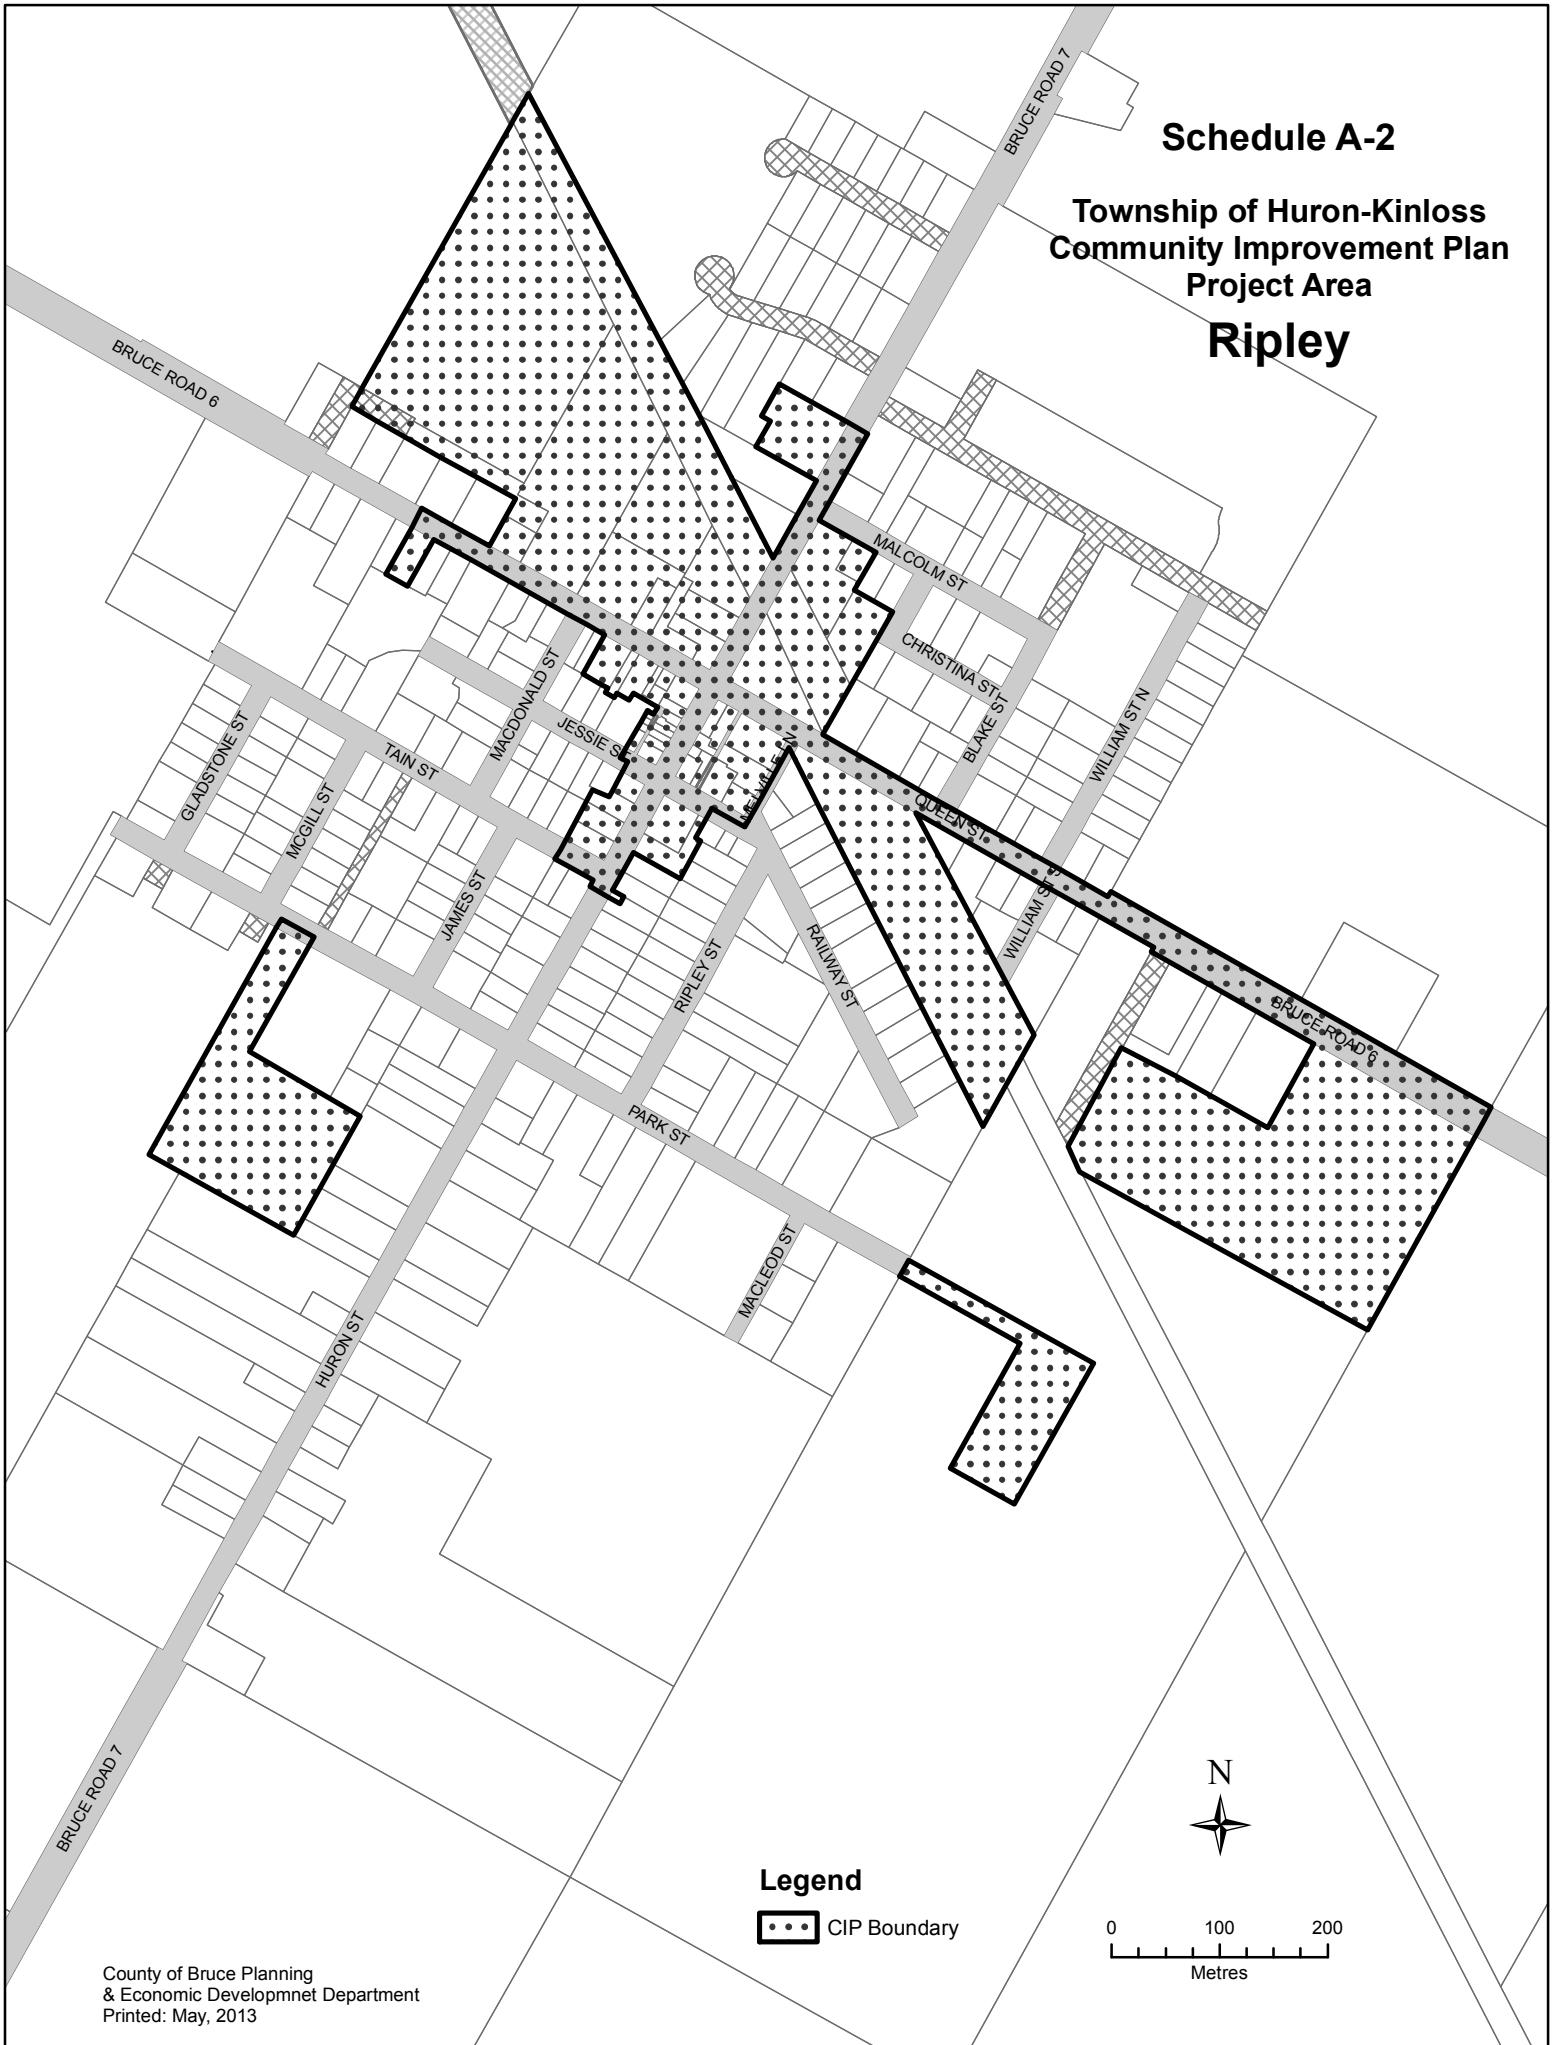 Schedule A-2
Township of Huron-Kinloss
Community Improvement Plan
Project Area
Ripley
BRUCE ROAD 7
BRUCE ROAD 6
MALCOLM ST
CHRISTINA ST
BLAKE ST
WILLIAM ST N
MACDONALD ST
JESSIE ST
GLADSTONE ST
TAIN ST
MCGILL ST
JAMES ST
MELVILLE LN
QUEEN ST
WILLIAM ST S
RAILWAY ST
RIPLEY ST
BRUCE ROAD 6
PARK ST
MACLEOD ST
HURON ST
BRUCE ROAD 7
N
Legend
CIP Boundary
0 100 200
Metres
County of Bruce Planning
& Economic Developmnet Department
Printed: May, 2013